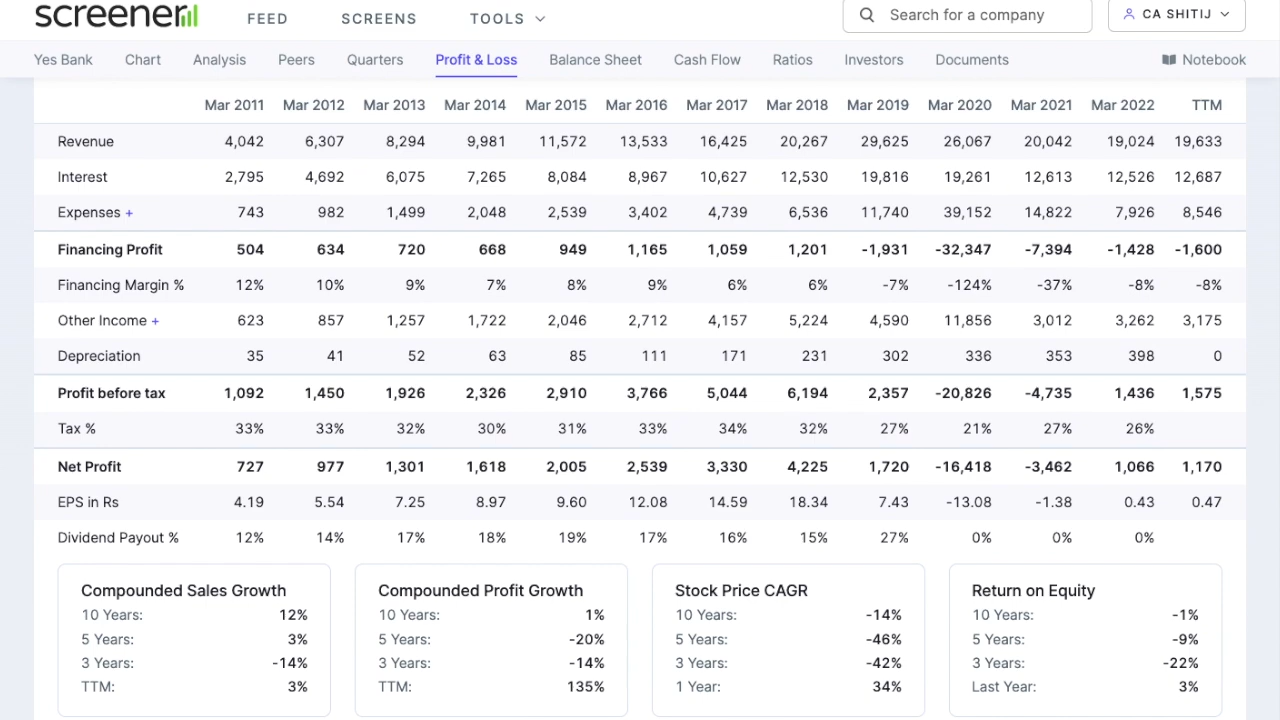 screener
FEED SCREENS TOOLS
Search for a company
CA SHITIJ
Yes Bank Chart Analysis Peers Quarters Profit & Loss Balance Sheet Cash Flow Ratios Investors Documents Notebook
Mar 2011 Mar 2012 Mar 2013 Mar 2014 Mar 2015 Mar 2016 Mar 2017 Mar 2018 Mar 2019 Mar 2020 Mar 2021 Mar 2022 TTM
Revenue 4,042 6,307 8,294 9,981 11,572 13,533 16,425 20,267 29,625 26,067 20,042 19,024 19,633
Interest 2,795 4,692 6,075 7,265 8,084 8,967 10,627 12,530 19,816 19,261 12,613 12,526 12,687
Expenses + 743 982 1,499 2,048 2,539 3,402 4,739 6,536 11,740 39,152 14,822 7,926 8,546
Financing Profit 504 634 720 668 949 1,165 1,059 1,201 -1,931 -32,347 -7,394 -1,428 -1,600
Financing Margin % 12% 10% 9% 7% 8% 9% 6% 6% -7% -124% -37% -8% -8%
Other Income + 623 857 1,257 1,722 2,046 2,712 4,157 5,224 4,590 11,856 3,012 3,262 3,175
Depreciation 35 41 52 63 85 111 171 231 302 336 353 398 0
Profit before tax 1,092 1,450 1,926 2,326 2,910 3,766 5,044 6,194 2,357 -20,826 -4,735 1,436 1,575
Tax % 33% 33% 32% 30% 31% 33% 34% 32% 27% 21% 27% 26%
Net Profit 727 977 1,301 1,618 2,005 2,539 3,330 4,225 1,720 -16,418 -3,462 1,066 1,170
EPS in Rs 4.19 5.54 7.25 8.97 9.60 12.08 14.59 18.34 7.43 -13.08 -1.38 0.43 0.47
Dividend Payout % 12% 14% 17% 18% 19% 17% 16% 15% 27% 0% 0% 0%
Compounded Sales Growth
10 Years: 12%
5 Years: 3%
3 Years: -14%
TTM: 3%
Compounded Profit Growth
10 Years: 1%
5 Years: -20%
3 Years: -14%
TTM: 135%
Stock Price CAGR
10 Years: -14%
5 Years: -46%
3 Years: -42%
1 Year: 34%
Return on Equity
10 Years: -1%
5 Years: -9%
3 Years: -22%
Last Year: 3%